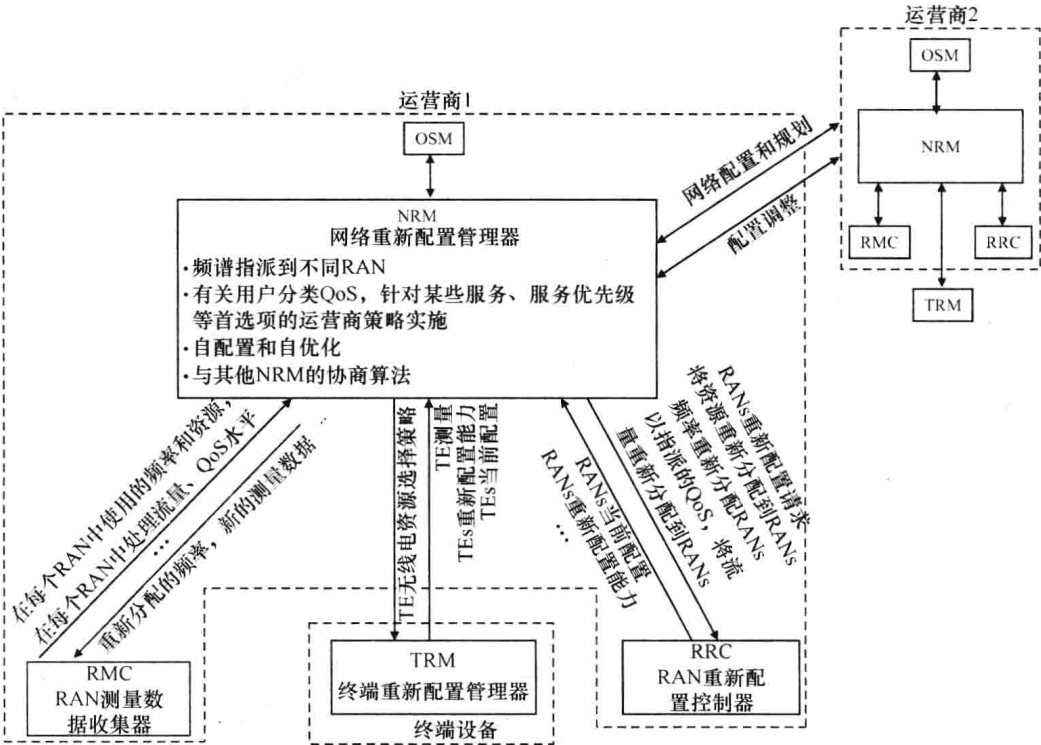 运营商2
OSM
NRM
RMC
RRC
TRM
运营商1
OSM
网络配置和规划
配置调整
NRM
网络重新配置管理器
·频谱指派到不同RAN
·有关用户分类QoS，针对某些服务、服务优先级
等首选项的运营商策略实施
·自配置和自优化
·与其他NRM的协商算法
在每个RAN中使用的频率和资源，
在每个RAN中处理流量、QoS水平
…
重新分配的频率，新的测量数据…
TE无线电资源选择策略
TE测量
TEs重新配置能力
TEs当前配置
RANs重新配置请求
将资源重新分配到RANs
频率重新分配RANs
以指派的QoS，将流
量重新分配到RANs
RANs当前配置
RANs重新配置能力
…
RMC
RAN测量数
据收集器
TRM
终端重新配置管理器
终端设备
RRC
RAN重新配
置控制器